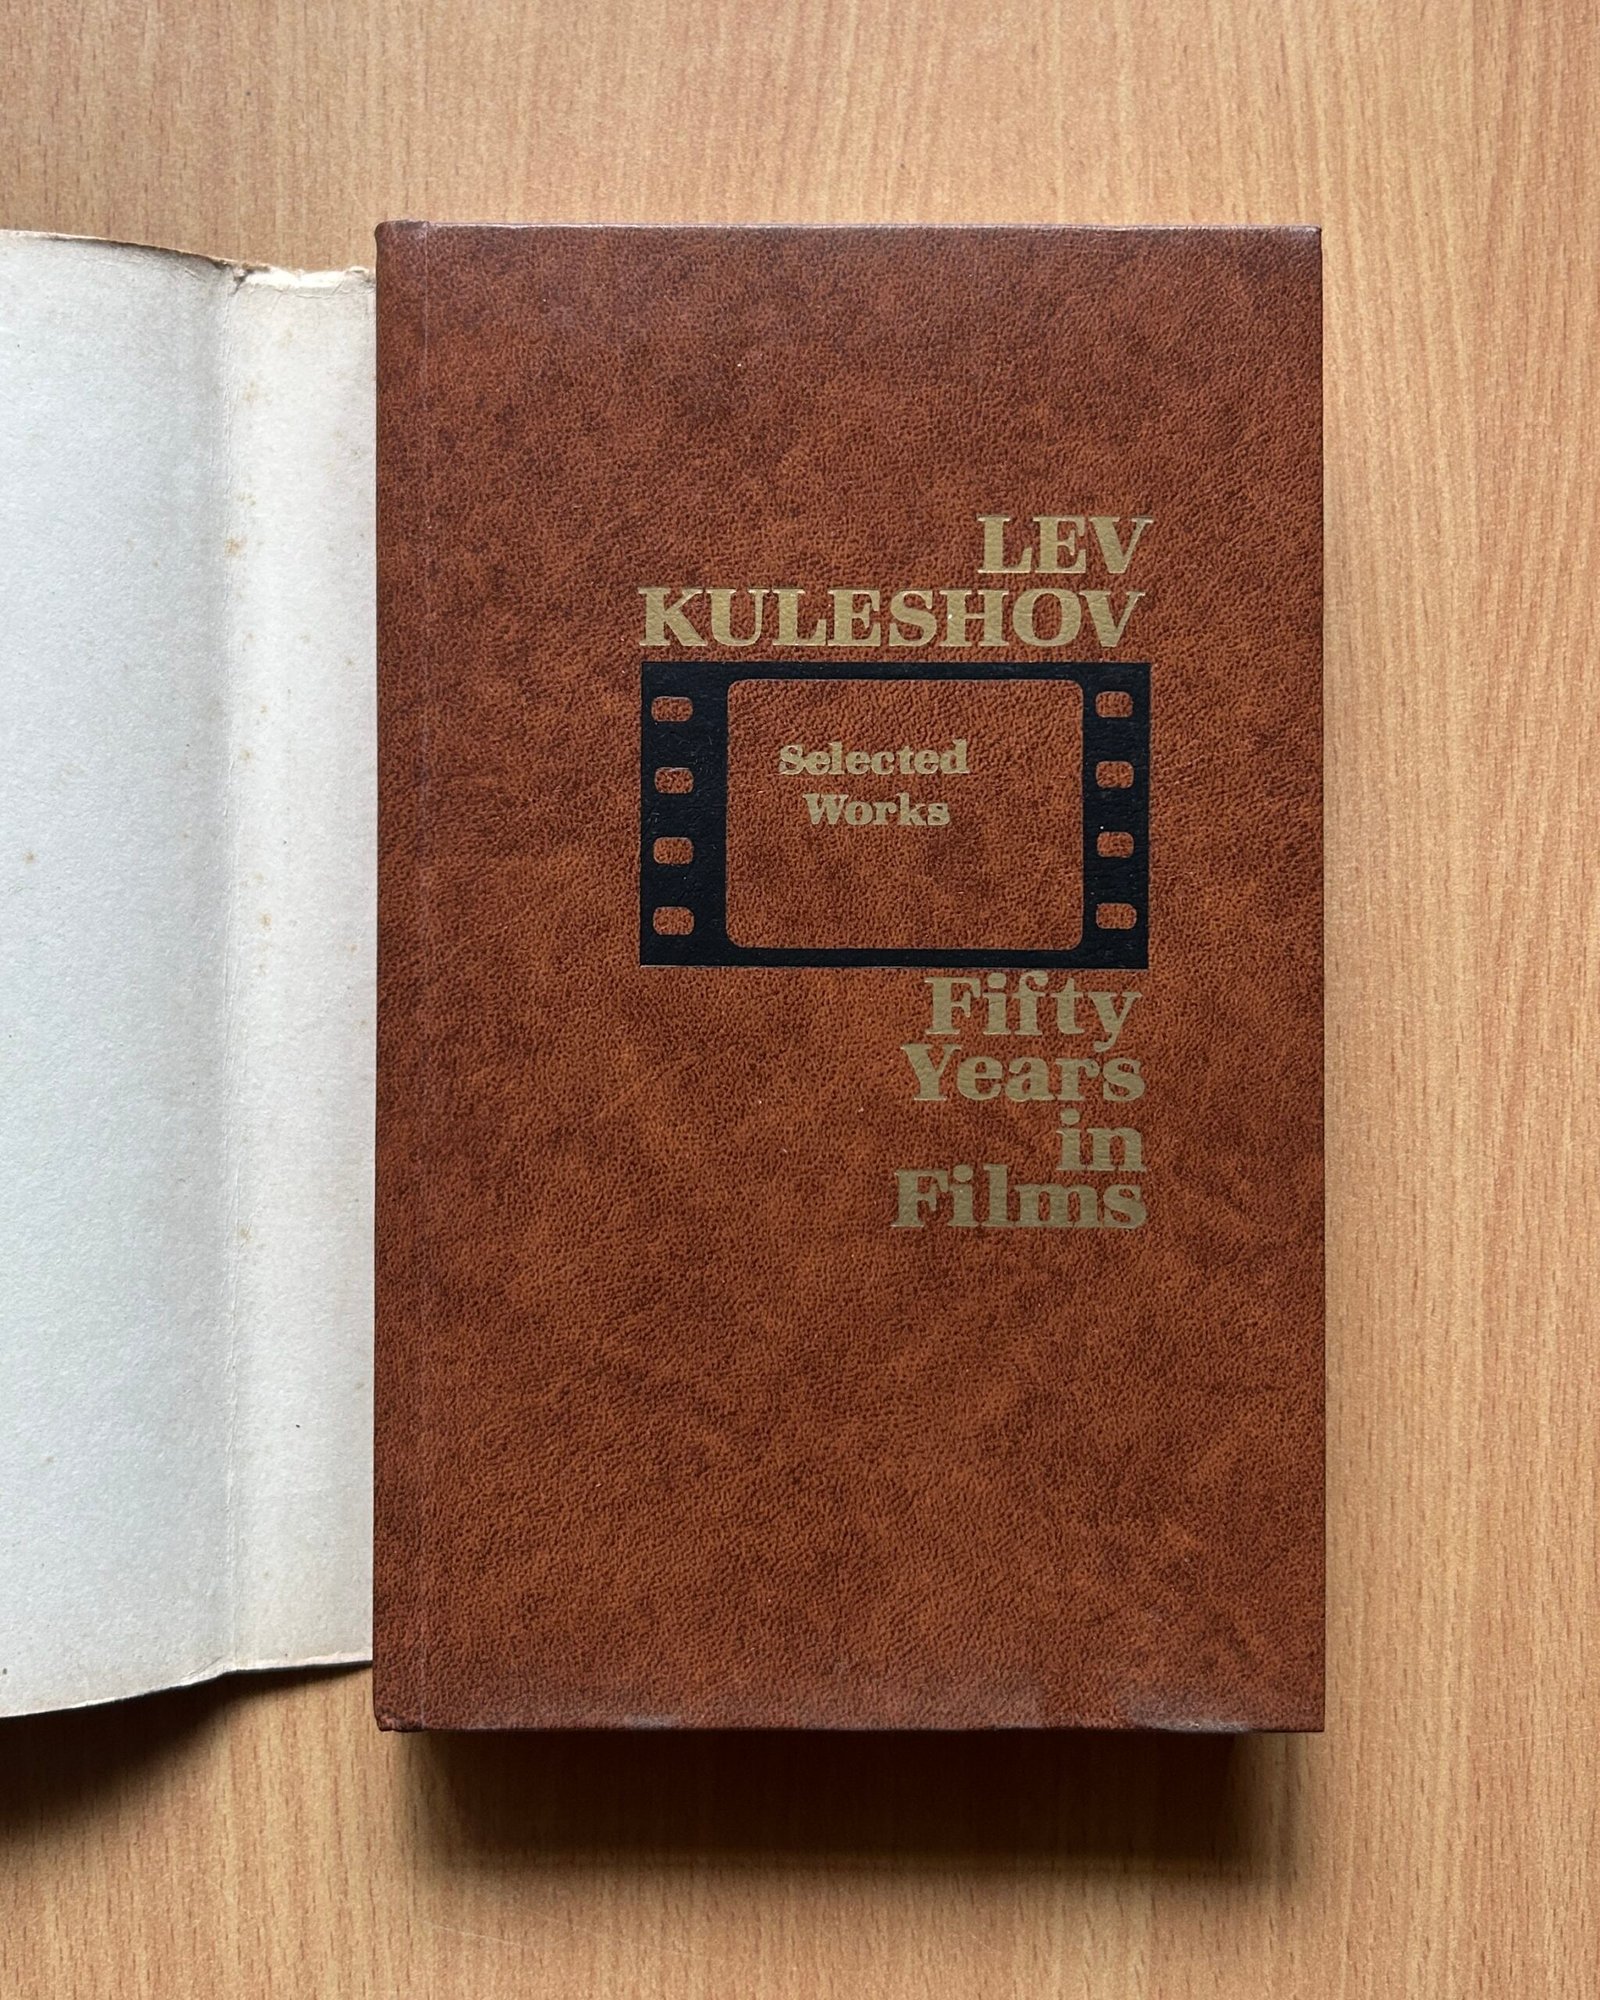 LEV
KULESHOV
Selected
Works
Fifty
Years
in
Films